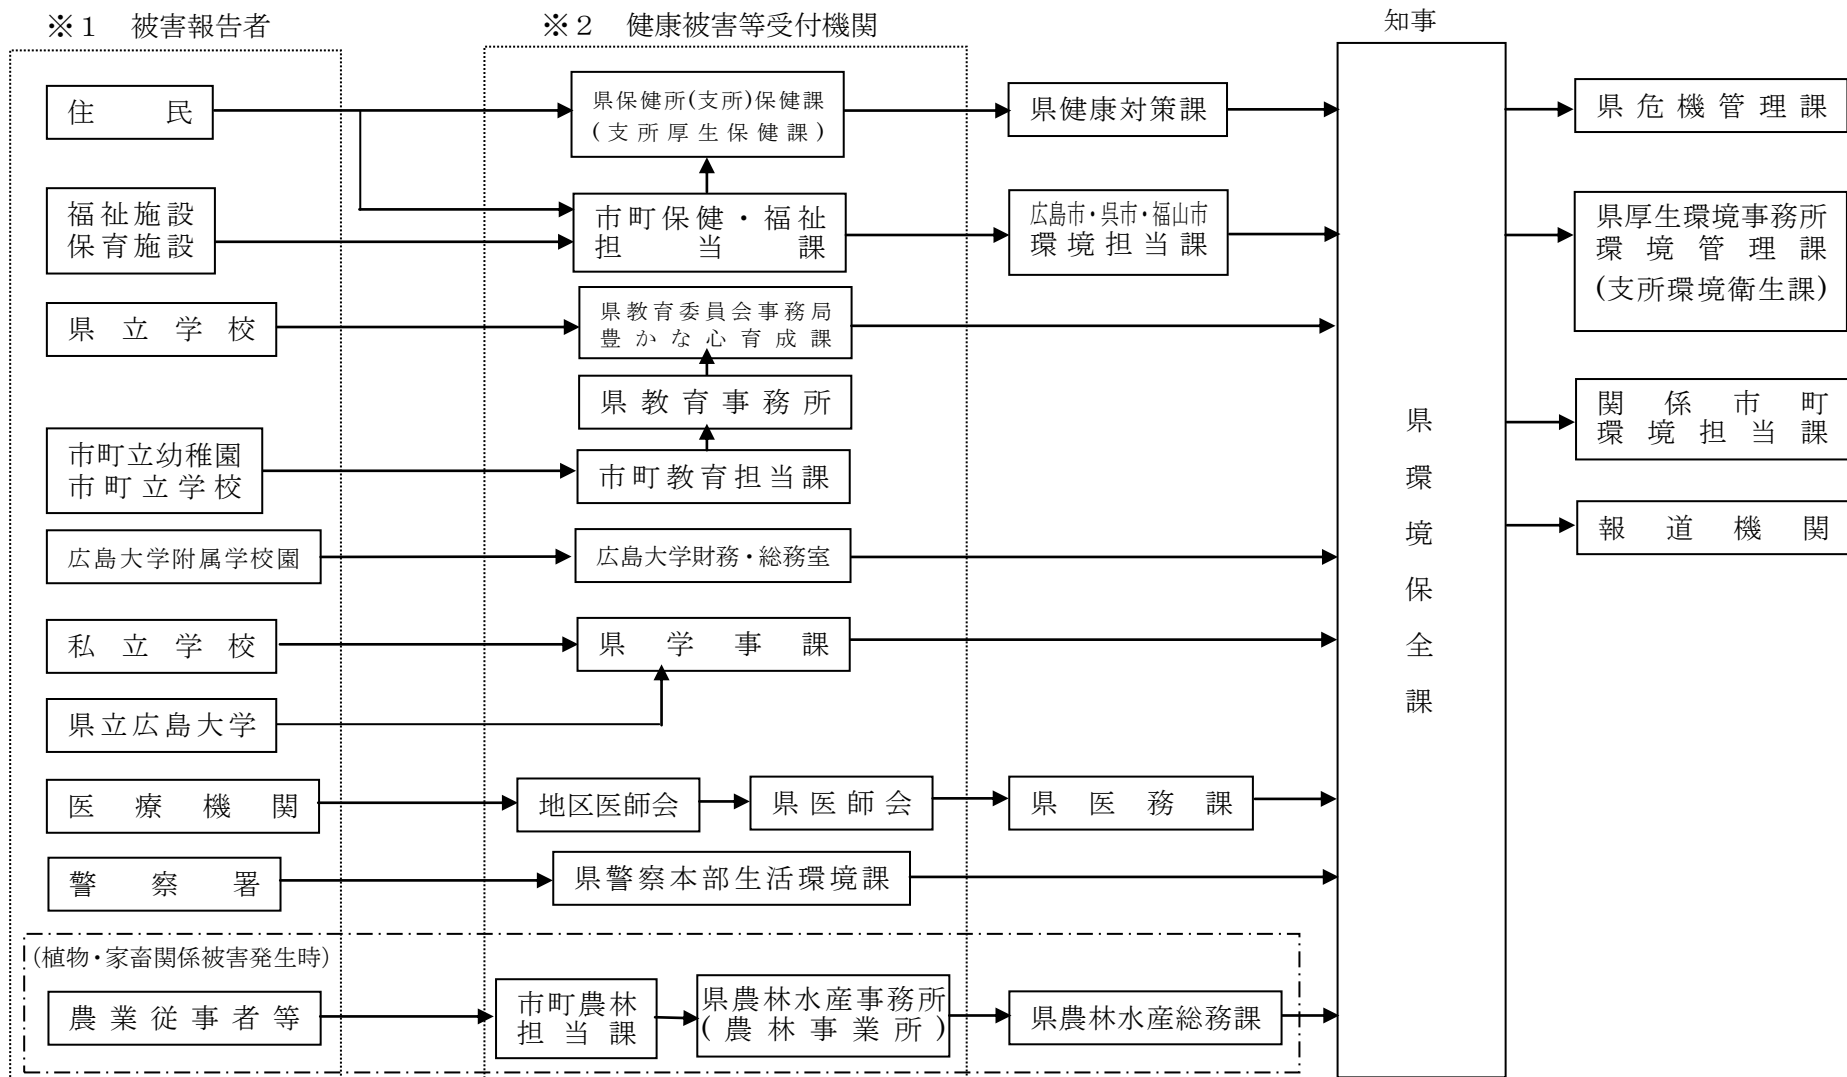 ※１ 被害報告者
※２ 健康被害等受付機関
知事
住民
県保健所(支所)保健課
(支所厚生保健課)
県健康対策課
県危機管理課
福祉施設
保育施設
市町保健・福祉
担当課
広島市・呉市・福山市
環境担当課
県厚生環境事務所
環境管理課
(支所環境衛生課)
県立学校
県教育委員会事務局
豊かな心育成課
県教育事務所
関係市町
環境担当課
市町立幼稚園
市町立学校
市町教育担当課
報道機関
広島大学附属学校園
広島大学財務・総務室
県環境保全課
私立学校
県学事課
県立広島大学
医療機関
地区医師会
県医師会
県医務課
警察署
県警察本部生活環境課
(植物・家畜関係被害発生時)
農業従事者等
市町農林
担当課
県農林水産事務所
(農林事業所)
県農林水産総務課